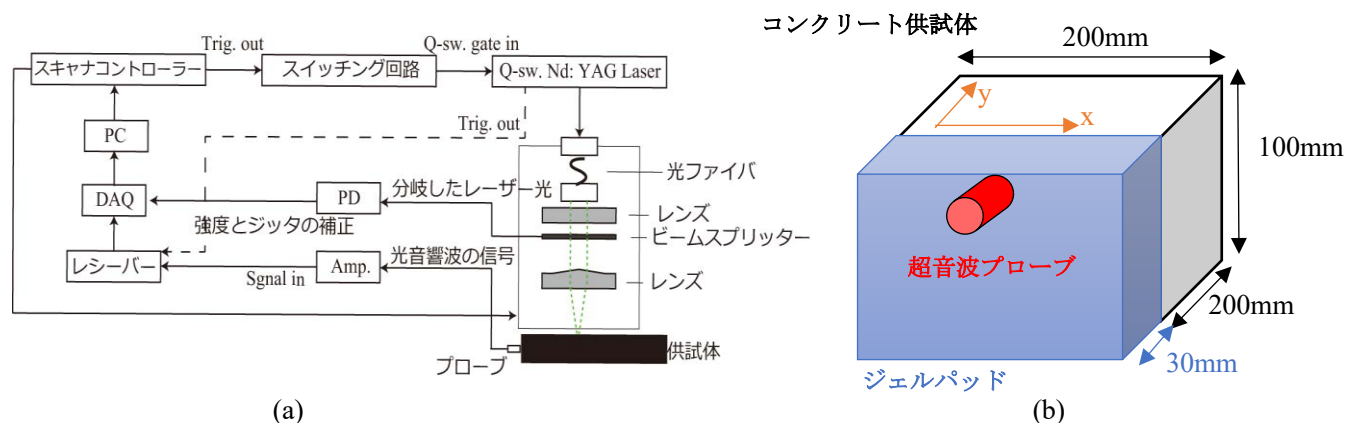 Trig. out
Q-sw. gate in
スキャナコントローラー
スイッチング回路
Q-sw. Nd: YAG Laser
Trig. out
PC
光ファイバ
DAQ
PD
分岐したレーザー光
レンズ
強度とジッタの補正
ビームスプリッター
レシーバー
Sgnal in
Amp.
光音響波の信号
レンズ
プローブ
供試体
(a)
コンクリート供試体
200mm
y
x
100mm
超音波プローブ
200mm
30mm
ジェルパッド
(b)